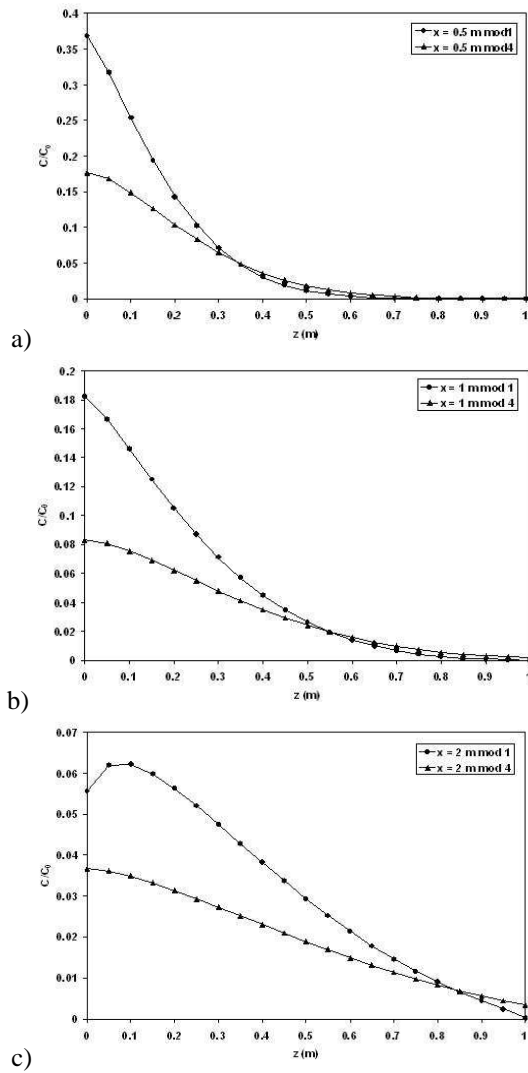 0.4
0.35
0.3
0.25
0.2
0.15
0.1
0.05
0
C/C₀
x = 0.5 m mod1
x = 0.5 m mod4
0 0.1 0.2 0.3 0.4 0.5 0.6 0.7 0.8 0.9 1
z (m)
a)
0.2
0.18
0.16
0.14
0.12
0.1
0.08
0.06
0.04
0.02
0
C/C₀
x = 1 m mod 1
x = 1 m mod 4
0 0.1 0.2 0.3 0.4 0.5 0.6 0.7 0.8 0.9 1
z (m)
b)
0.07
0.06
0.05
0.04
0.03
0.02
0.01
0
C/C₀
x = 2 m mod 1
x = 2 m mod 4
0 0.1 0.2 0.3 0.4 0.5 0.6 0.7 0.8 0.9 1
z (m)
c)